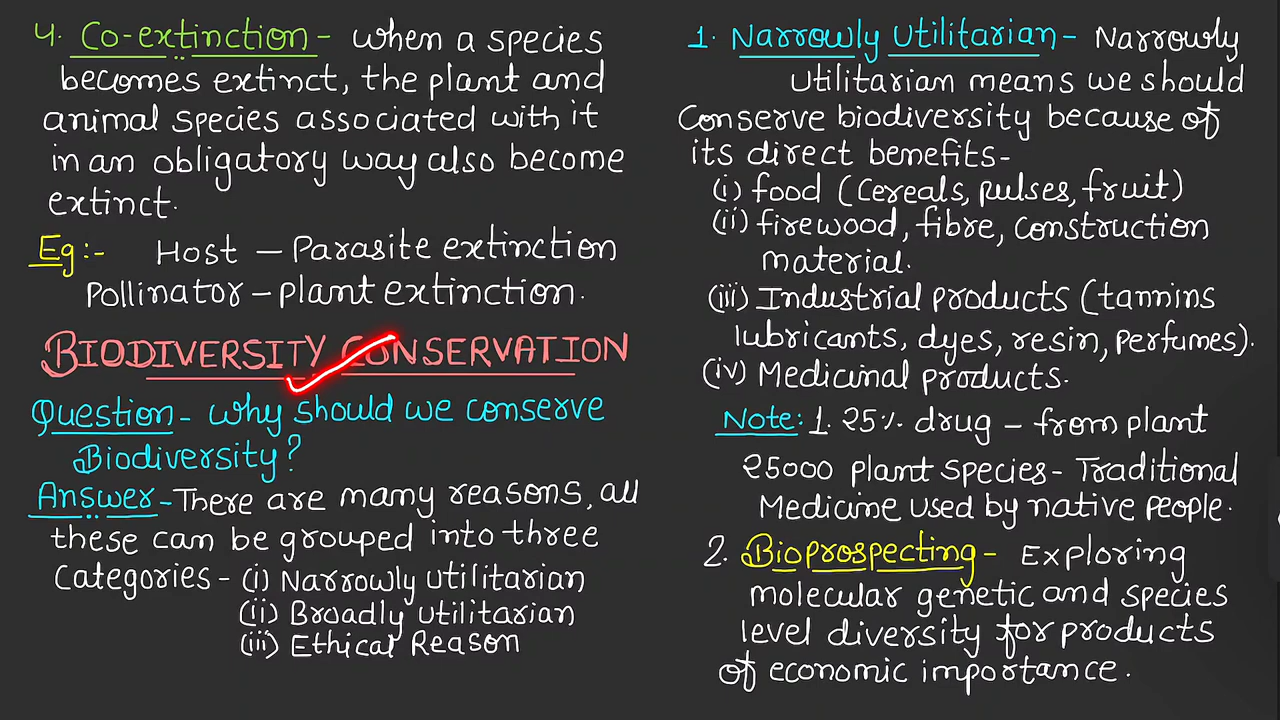 4. Co-extinction - When a species
becomes extinct, the plant and
animal species associated with it
in an obligatory way also become
extinct.
Eg:- Host - Parasite extinction
Pollinator - plant extinction.
BIODIVERSITY CONSERVATION
Question - Why should we conserve
Biodiversity?
Answer - There are many reasons, all
these can be grouped into three
categories - (i) Narrowly utilitarian
(ii) Broadly utilitarian
(iii) Ethical Reason
1. Narrowly Utilitarian - Narrowly
Utilitarian means we should
Conserve biodiversity because of
its direct benefits-
(i) food (Cereals, pulses, fruit)
(ii) firewood, fibre, construction
material.
(iii) Industrial products (tannins
lubricants, dyes, resin, perfumes).
(iv) Medicinal products.
Note: 1. 25% drug - from plant
25000 plant species - Traditional
Medicine used by native people.
2. Bioprospecting - Exploring
molecular genetic and species
level diversity for products
of economic importance.